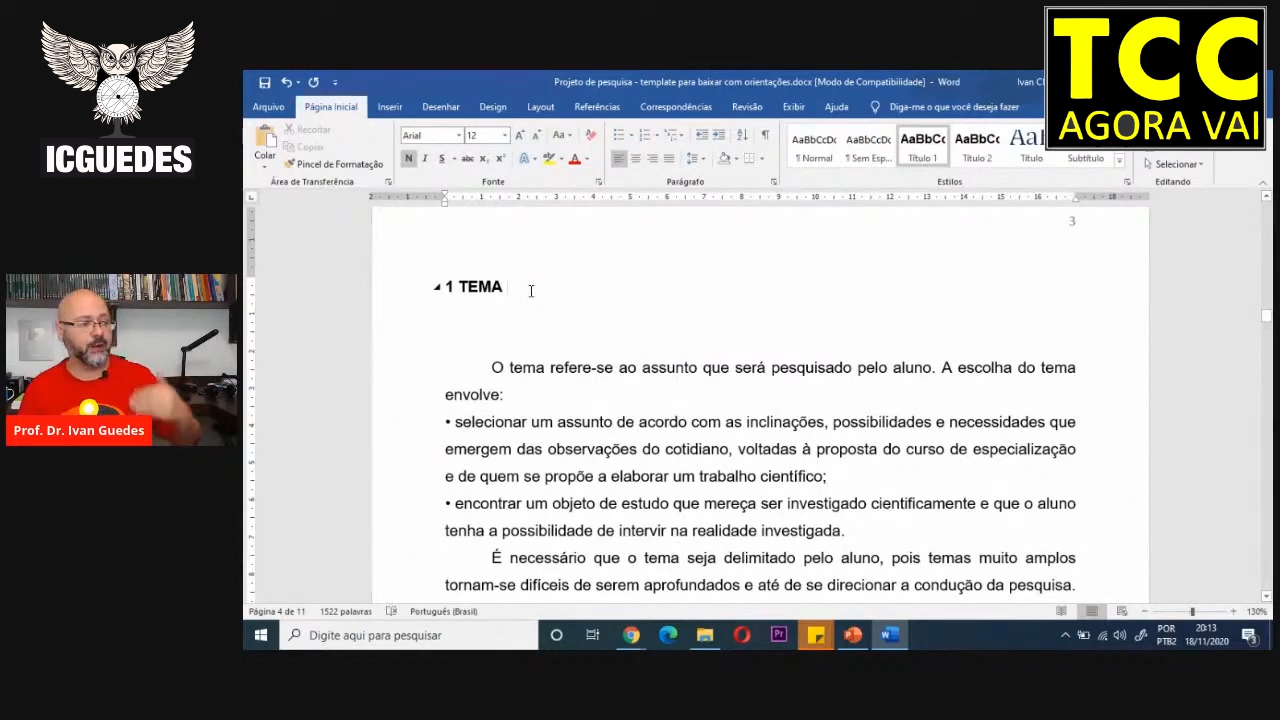 TCC
AGORA VAI
ICGUEDES
Projeto de pesquisa - template para baixar com orientações.docx [Modo de Compatibilidade] - Word
Arquivo Página Inicial Inserir Desenhar Design Layout Referências Correspondências Revisão Exibir Ajuda Diga-me o que você deseja fazer
Colar
Recortar
Copiar
Pincel de Formatação
Área de Transferência
Arial 12
Fonte
Parágrafo
AaBbCcDc AaBbCcDc AaBbCc AaBbCcDc
¶ Normal ¶ Sem Esp... Título 1 Título 2 Título Subtítulo
Estilos
Selecionar
Editando
3
1 TEMA
O tema refere-se ao assunto que será pesquisado pelo aluno. A escolha do tema
envolve:
• selecionar um assunto de acordo com as inclinações, possibilidades e necessidades que
emergem das observações do cotidiano, voltadas à proposta do curso de especialização
e de quem se propõe a elaborar um trabalho científico;
• encontrar um objeto de estudo que mereça ser investigado cientificamente e que o aluno
tenha a possibilidade de intervir na realidade investigada.
É necessário que o tema seja delimitado pelo aluno, pois temas muito amplos
tornam-se difíceis de serem aprofundados e até de se direcionar a condução da pesquisa.
Prof. Dr. Ivan Guedes
Página 4 de 11 1522 palavras Português (Brasil) 130%
Digite aqui para pesquisar
POR
PTB2
20:13
18/11/2020